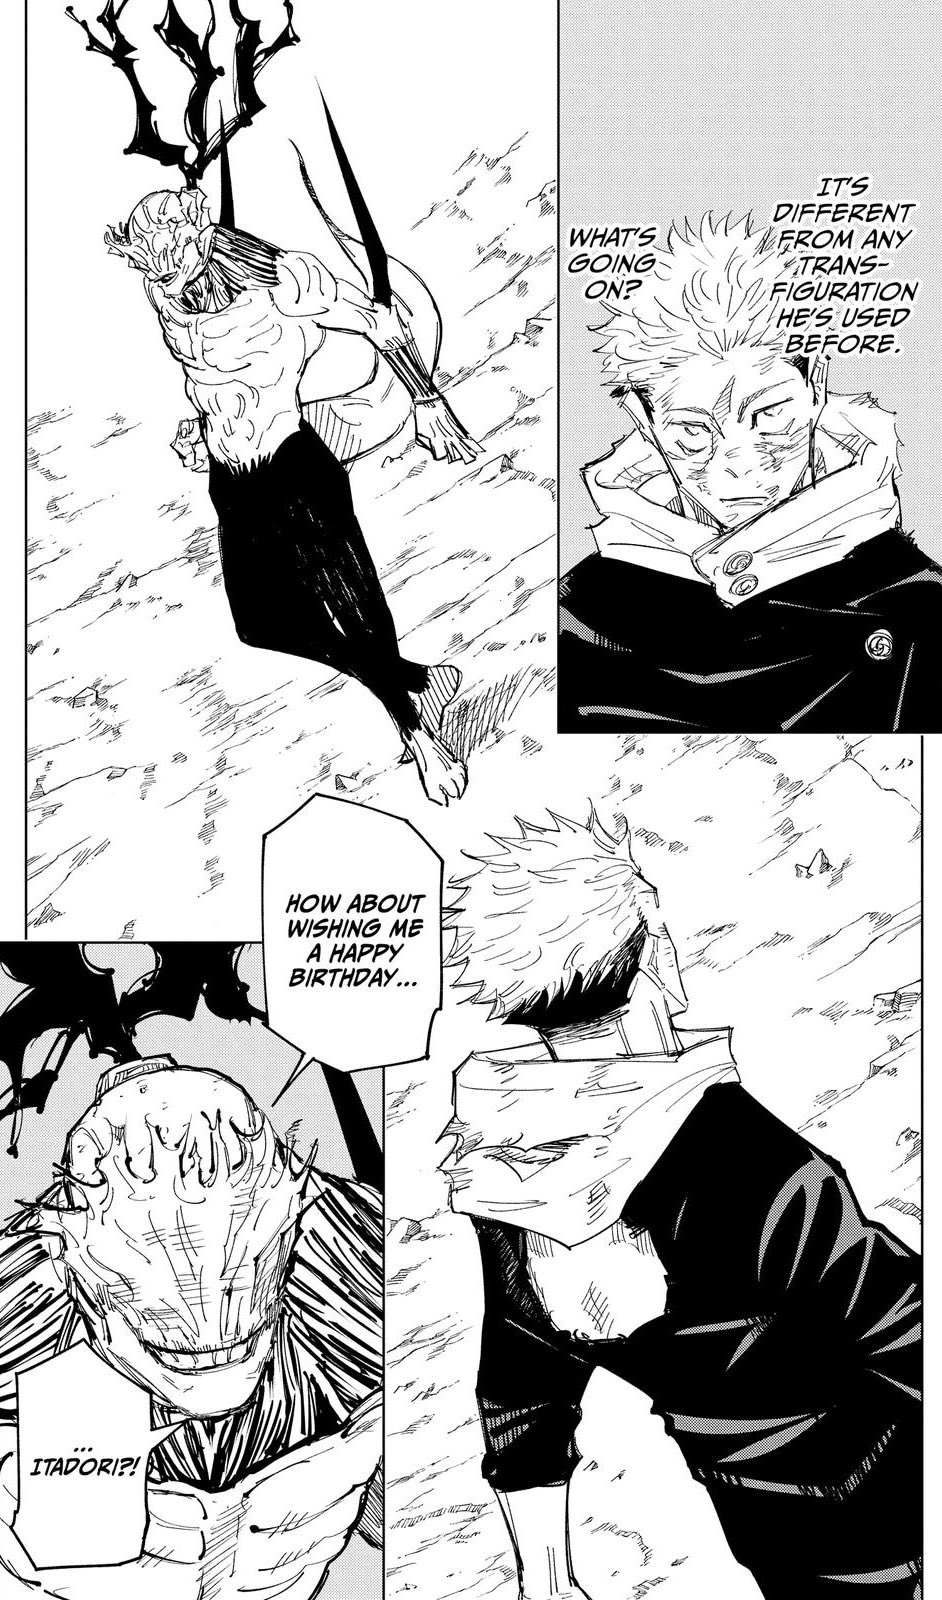 IT'S
DIFFERENT
FROM ANY
TRANS-
FIGURATION
HE'S USED
BEFORE.
WHAT'S
GOING
ON?
HOW ABOUT
WISHING ME
A HAPPY
BIRTHDAY...
...
ITADORI?!